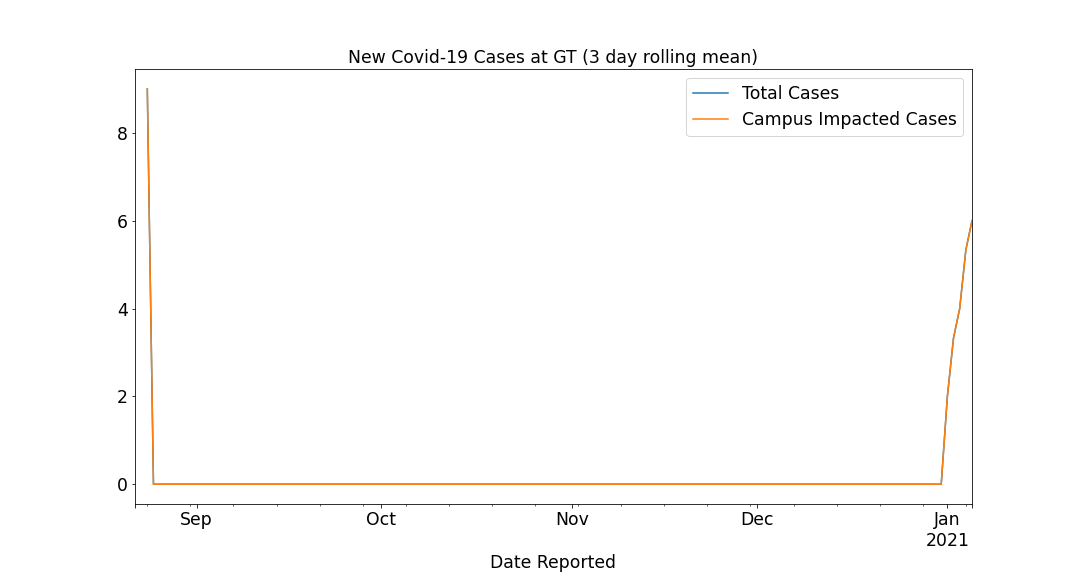 New Covid-19 Cases at GT (3 day rolling mean)
Total Cases
Campus Impacted Cases
8
6
4
2
0
Sep Oct Nov Dec Jan
2021
Date Reported